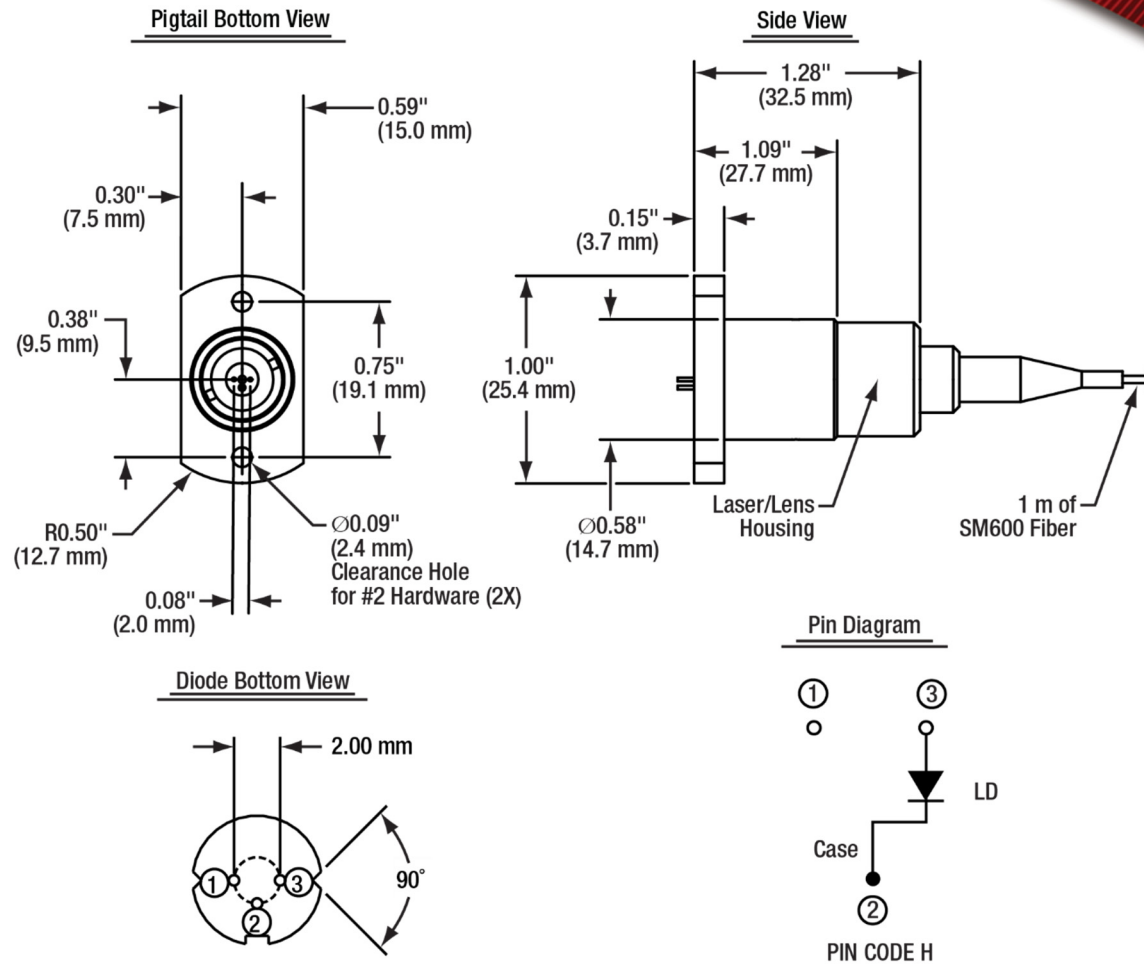 Pigtail Bottom View
0.59"
(15.0 mm)
0.30"
(7.5 mm)
0.38"
(9.5 mm)
0.75"
(19.1 mm)
R0.50"
(12.7 mm)
Ø0.09"
(2.4 mm)
Clearance Hole
for #2 Hardware (2X)
0.08"
(2.0 mm)
Side View
1.28"
(32.5 mm)
1.09"
(27.7 mm)
0.15"
(3.7 mm)
1.00"
(25.4 mm)
Ø0.58"
(14.7 mm)
Laser/Lens
Housing
1 m of
SM600 Fiber
Diode Bottom View
2.00 mm
1
3
2
90°
Pin Diagram
1
3
LD
Case
2
PIN CODE H